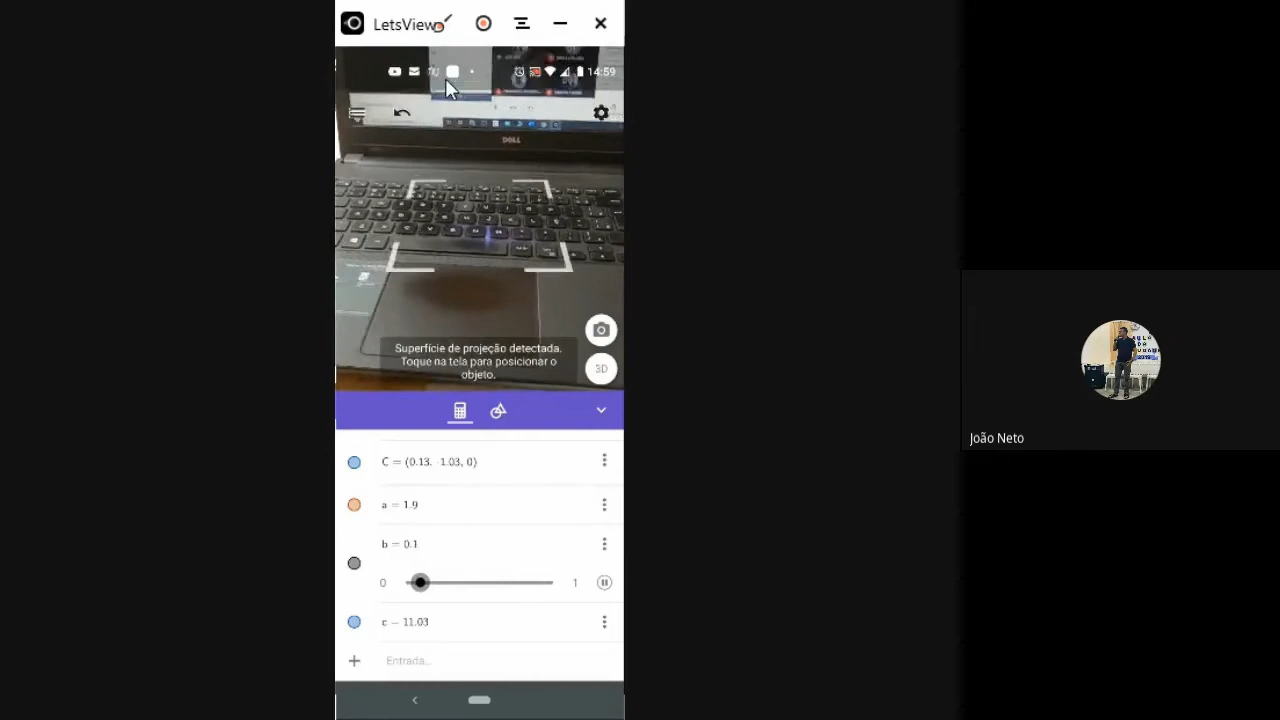 LetsView
14:59
DELL
3D
Superfície de projeção detectada.
Toque na tela para posicionar o
objeto.
C = (0.13, -1.03, 0)
a = 1.9
b = 0.1
0
1
c = 11.03
Entrada...
João Neto